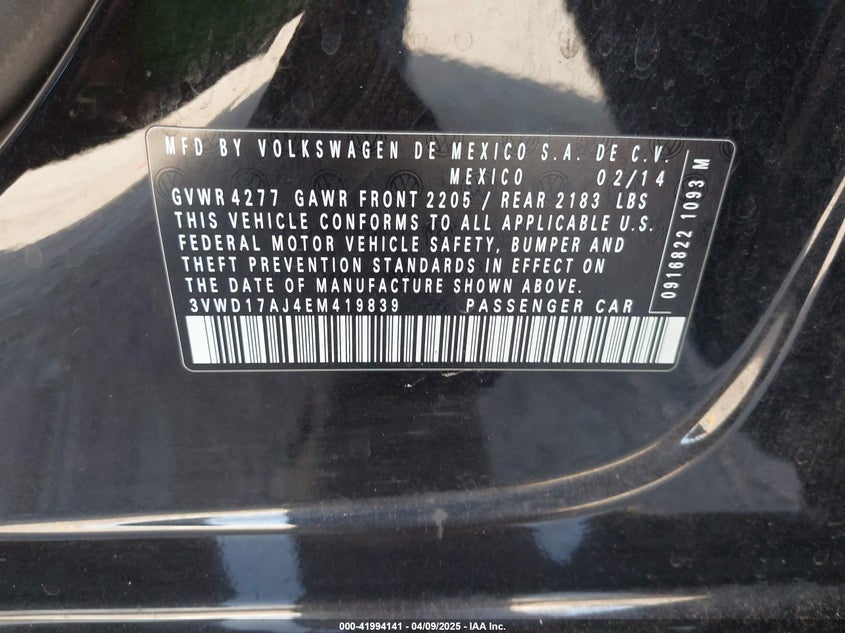 MFD BY VOLKSWAGEN DE MEXICO S.A. DE C.V.
MEXICO 02/14
GVWR 4277 GAWR FRONT 2205 / REAR 2183 LBS
THIS VEHICLE CONFORMS TO ALL APPLICABLE U.S.
FEDERAL MOTOR VEHICLE SAFETY, BUMPER AND
THEFT PREVENTION STANDARDS IN EFFECT ON
THE DATE OF MANUFACTURE SHOWN ABOVE.
3VWD17AJ4EM419839 PASSENGER CAR
0916822 1093 M
000-41994141 - 04/09/2025 - IAA Inc.